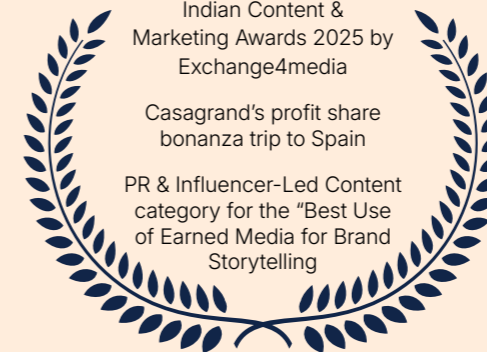 Indian Content &
Marketing Awards 2025 by
Exchange4media
Casagrand’s profit share
bonanza trip to Spain
PR & Influencer-Led Content
category for the “Best Use
of Earned Media for Brand
Storytelling